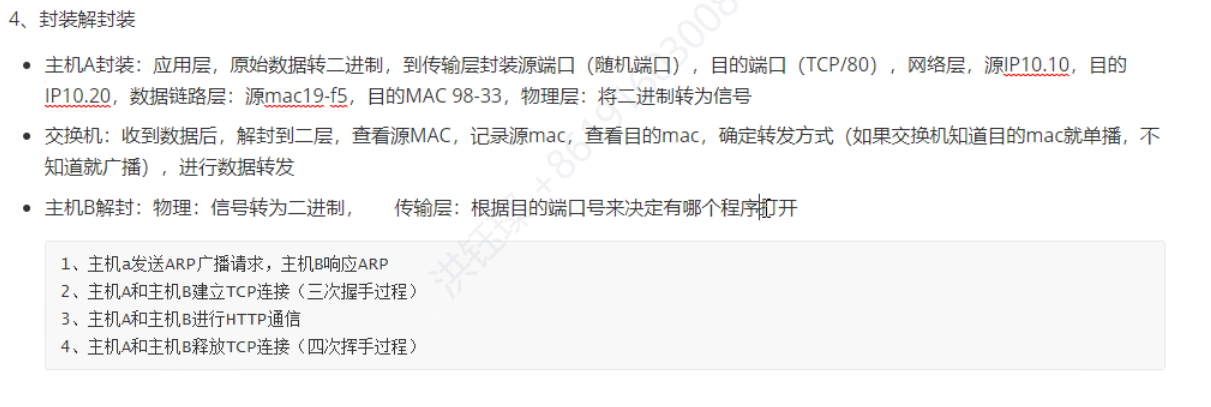 4、封装解封装
主机A封装：应用层，原始数据转二进制，到传输层封装源端口（随机端口），目的端口（TCP/80），网络层，源IP10.10，目的
IP10.20，数据链路层：源mac19-f5，目的MAC 98-33，物理层：将二进制转为信号
交换机：收到数据后，解封到二层，查看源MAC，记录源mac，查看目的mac，确定转发方式（如果交换机知道目的mac就单播，不
知道就广播），进行数据转发
主机B解封：物理：信号转为二进制， 传输层：根据目的端口号来决定有哪个程序打开
1、主机a发送ARP广播请求，主机B响应ARP
2、主机A和主机B建立TCP连接（三次握手过程）
3、主机A和主机B进行HTTP通信
4、主机A和主机B释放TCP连接（四次挥手过程）